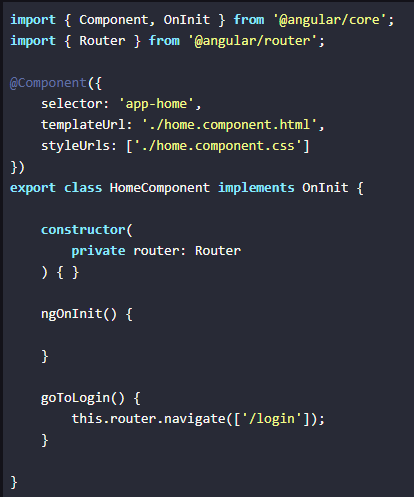 import { Component, OnInit } from '@angular/core';
import { Router } from '@angular/router';
@Component({
selector: 'app-home',
templateUrl: './home.component.html',
styleUrls: ['./home.component.css']
})
export class HomeComponent implements OnInit {
constructor(
private router: Router
) { }
ngOnInit() {
}
goToLogin() {
this.router.navigate(['/login']);
}
}